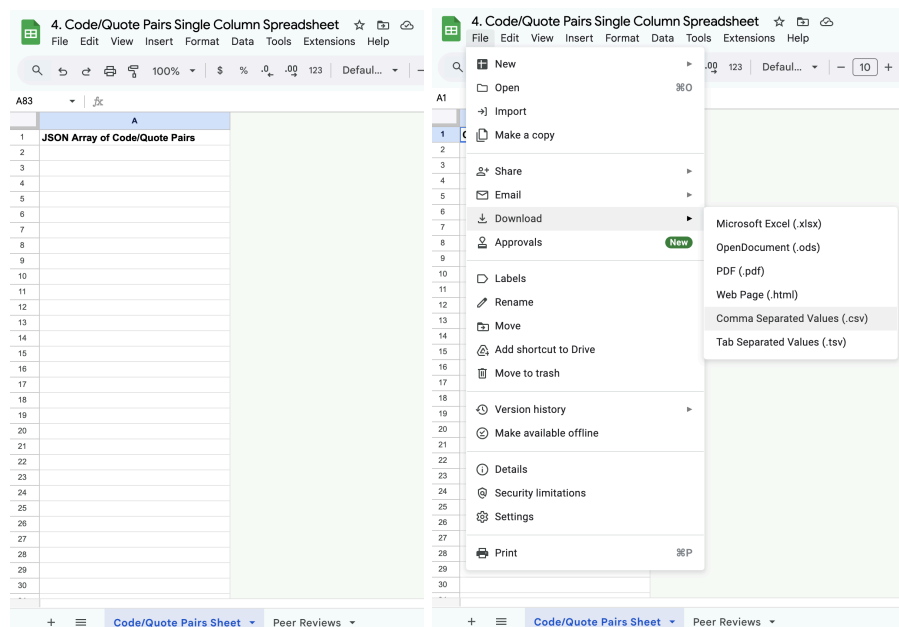 4. Code/Quote Pairs Single Column Spreadsheet
File Edit View Insert Format Data Tools Extensions Help
100% $ % .0 .00 123 Defaul...
A83 fx
A
1 JSON Array of Code/Quote Pairs
2
3
4
5
6
7
8
9
10
11
12
13
14
15
16
17
18
19
20
21
22
23
24
25
26
27
28
29
30
+ Code/Quote Pairs Sheet Peer Reviews
4. Code/Quote Pairs Single Column Spreadsheet
File Edit View Insert Format Data Tools Extensions Help
.00 123 Defaul... − 10 +
A1
New
Open ⌘O
Import
Make a copy
Share
Email
Download
Approvals New
Labels
Rename
Move
Add shortcut to Drive
Move to trash
Version history
Make available offline
Details
Security limitations
Settings
Print ⌘P
Microsoft Excel (.xlsx)
OpenDocument (.ods)
PDF (.pdf)
Web Page (.html)
Comma Separated Values (.csv)
Tab Separated Values (.tsv)
1
2
3
4
5
6
7
8
9
10
11
12
13
14
15
16
17
18
19
20
21
22
23
24
25
26
27
28
29
30
+ Code/Quote Pairs Sheet Peer Reviews